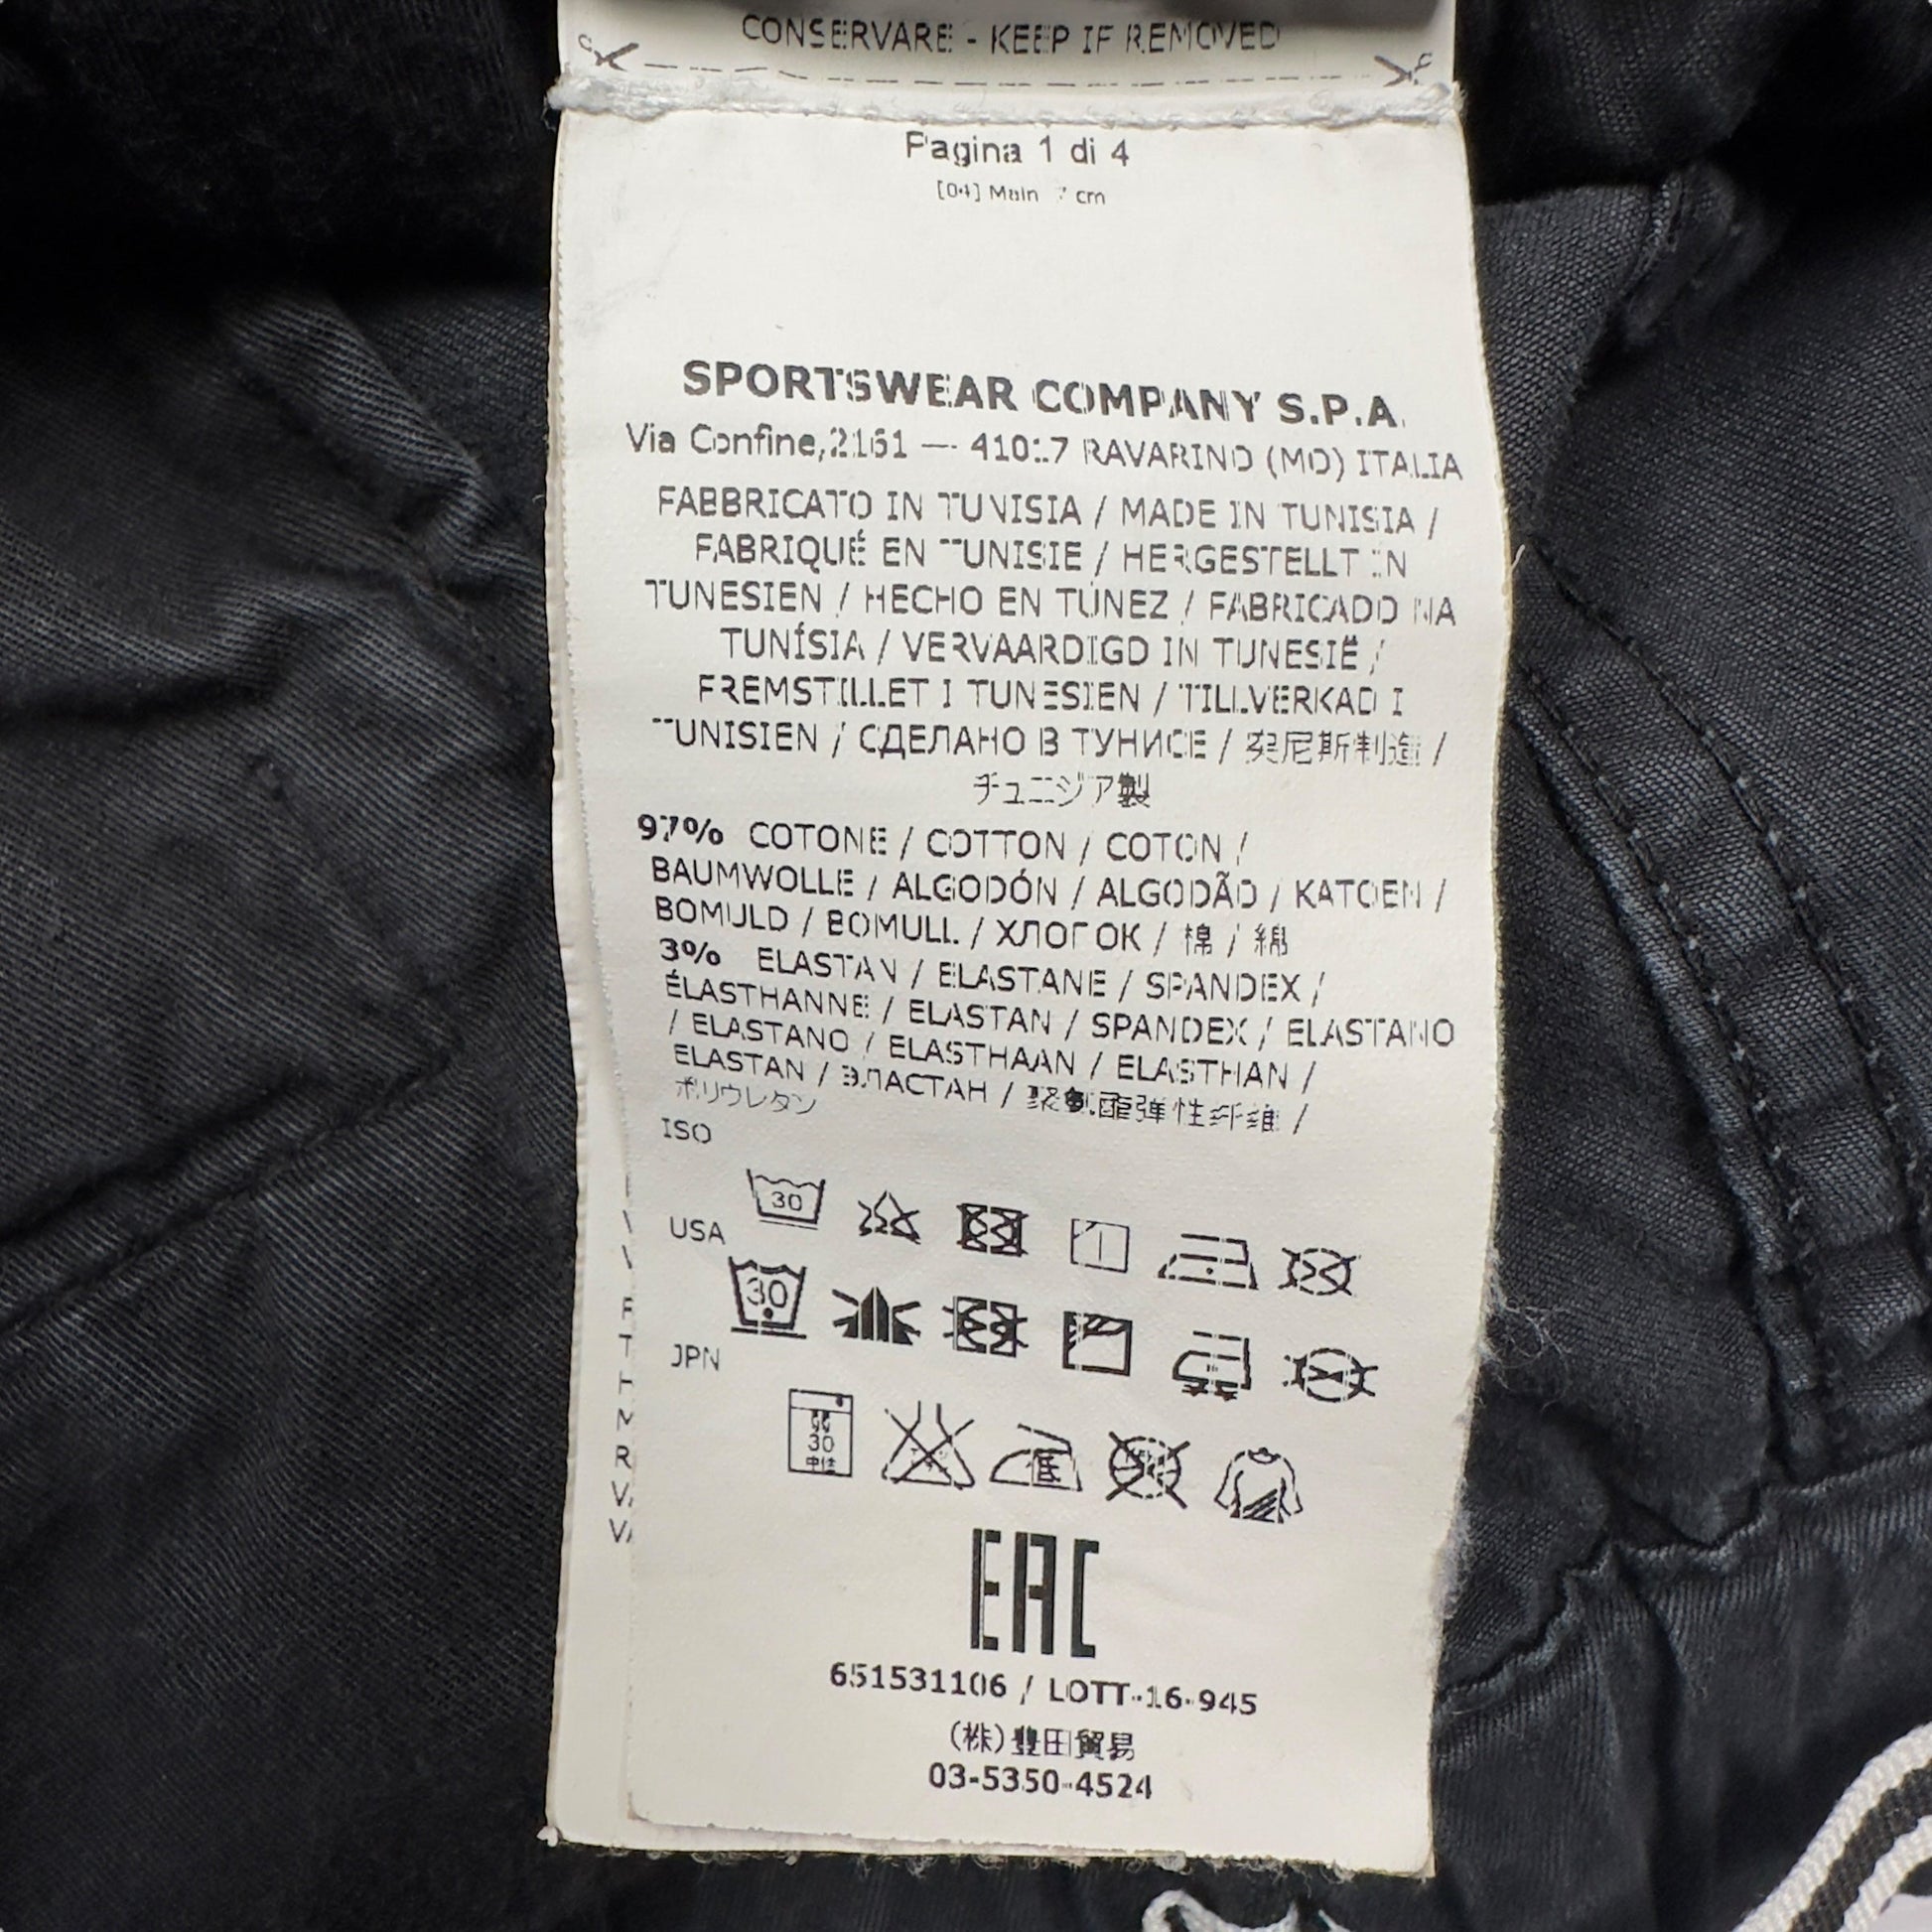 CONSERVARE - KEEP IF REMOVED
Pagina 1 di 4
[04] Main 7 cm
SPORTSWEAR COMPANY S.P.A.
Via Confine,2161 — 41017 RAVARINO (MO) ITALIA
FABBRICATO IN TUNISIA / MADE IN TUNISIA /
FABRIQUÉ EN TUNISIE / HERGESTELLT IN
TUNESIEN / HECHO EN TÚNEZ / FABRICADO NA
TUNÍSIA / VERVAARDIGD IN TUNESIË /
FREMSTILLET I TUNESIEN / TILLVERKAD I
TUNISIEN / СДЕЛАНО В ТУНИСЕ / 突尼斯制造 /
チュニジア製
97% COTONE / COTTON / COTON /
BAUMWOLLE / ALGODÓN / ALGODÃO / KATOEN /
BOMULD / BOMULL / ХЛОГОК / 棉 / 綿
3% ELASTAN / ELASTANE / SPANDEX /
ÉLASTHANNE / ELASTAN / SPANDEX / ELASTANO
/ ELASTANO / ELASTHAAN / ELASTHAN /
ELASTAN / ЭЛАСТАН / 聚氨酯弹性纤维 /
ポリウレタン
ISO
30
USA
30
JPN
弱
30
中性
EAC
651531106 / LOTT-16-945
(株)豊田貿易
03-5350-4524